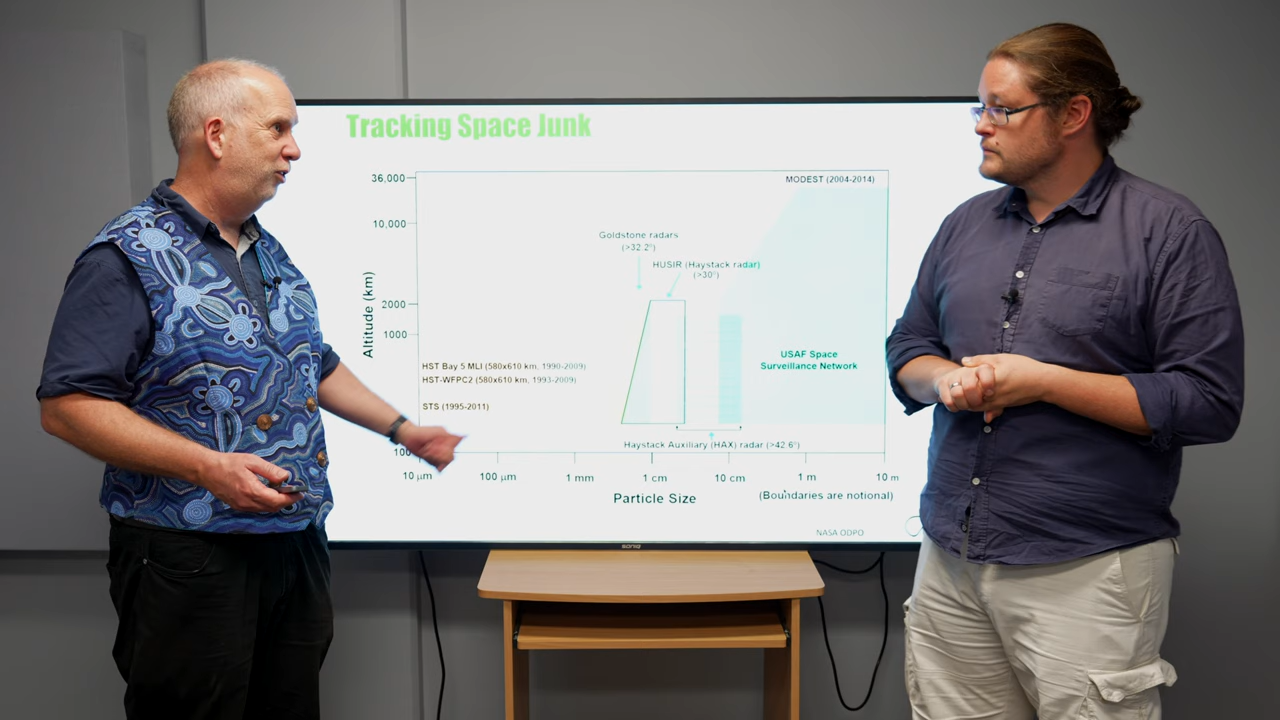 Tracking Space Junk
36,000
10,000
2000
1000
100
Altitude (km)
MODEST (2004-2014)
Goldstone radars
(>32.2°)
HUSIR (Haystack radar)
(>30°)
HST Bay 5 MLI (580x610 km, 1990-2009)
HST-WFPC2 (580x610 km, 1993-2009)
STS (1995-2011)
USAF Space
Surveillance Network
Haystack Auxiliary (HAX) radar (>42.6°)
10 µm
100 µm
1 mm
1 cm
10 cm
1 m
10 m
Particle Size
(Boundaries are notional)
NASA ODPO
soniq